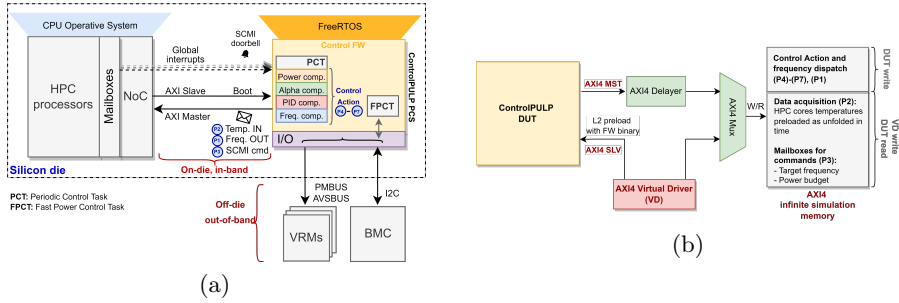 CPU Operative System
FreeRTOS
Control FW
SCMI
doorbell
Global
interrupts
HPC
processors
Mailboxes
NoC
AXI Slave
Boot
AXI Master
P2 Temp. IN
P1 Freq. OUT
P3 SCMI cmd
PCT
Power comp.
Alpha comp.
PID comp.
Freq. comp.
Control
Action
P4 – P7
FPCT
I/O
ControlPULP PCS
Silicon die
On-die, in-band
PCT: Periodic Control Task
FPCT: Fast Power Control Task
Off-die
out-of-band
PMBUS
AVSBUS
I2C
VRMs
BMC
(a)
ControlPULP
DUT
AXI4 MST
AXI4 Delayer
L2 preload
with FW binary
AXI4 SLV
AXI4 Virtual Driver
(VD)
AXI4 Mux
W/R
Control Action and
frequency dispatch
(P4)-(P7), (P1)
Data acquisition (P2):
HPC cores temperatures
preloaded as unfolded in
time
Mailboxes for
commands (P3):
- Target frequency
- Power budget
DUT write
VD write
DUT read
AXI4
infinite simulation
memory
(b)